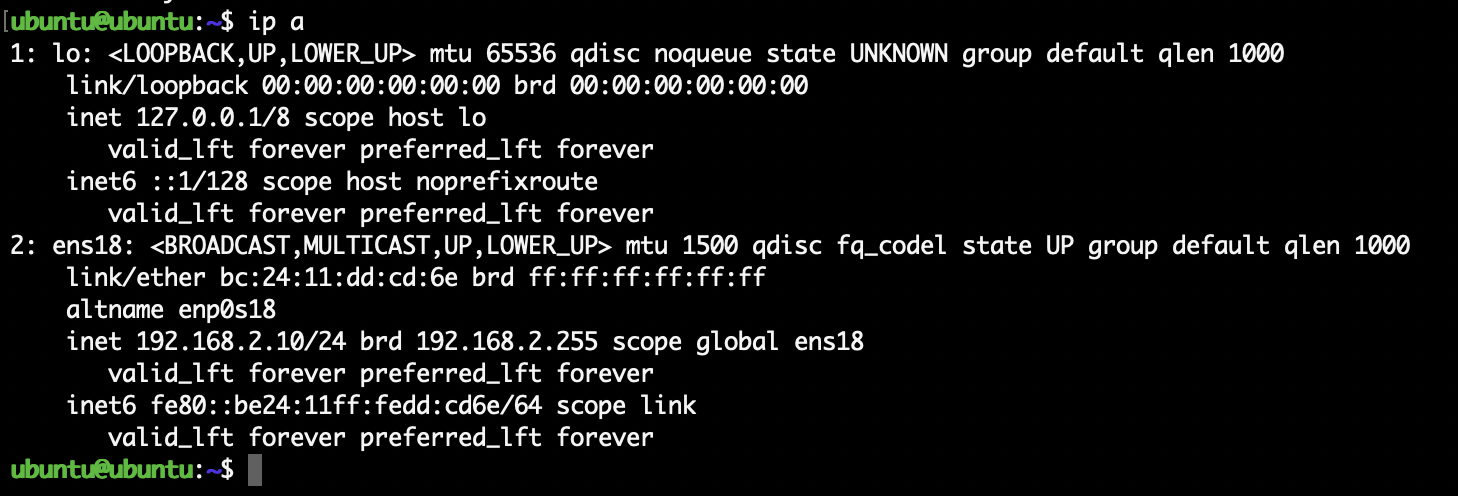 [ubuntu@ubuntu:~$ ip a
1: lo: <LOOPBACK,UP,LOWER_UP> mtu 65536 qdisc noqueue state UNKNOWN group default qlen 1000
    link/loopback 00:00:00:00:00:00 brd 00:00:00:00:00:00
    inet 127.0.0.1/8 scope host lo
       valid_lft forever preferred_lft forever
    inet6 ::1/128 scope host noprefixroute
       valid_lft forever preferred_lft forever
2: ens18: <BROADCAST,MULTICAST,UP,LOWER_UP> mtu 1500 qdisc fq_codel state UP group default qlen 1000
    link/ether bc:24:11:dd:cd:6e brd ff:ff:ff:ff:ff:ff
    altname enp0s18
    inet 192.168.2.10/24 brd 192.168.2.255 scope global ens18
       valid_lft forever preferred_lft forever
    inet6 fe80::be24:11ff:fedd:cd6e/64 scope link
       valid_lft forever preferred_lft forever
ubuntu@ubuntu:~$